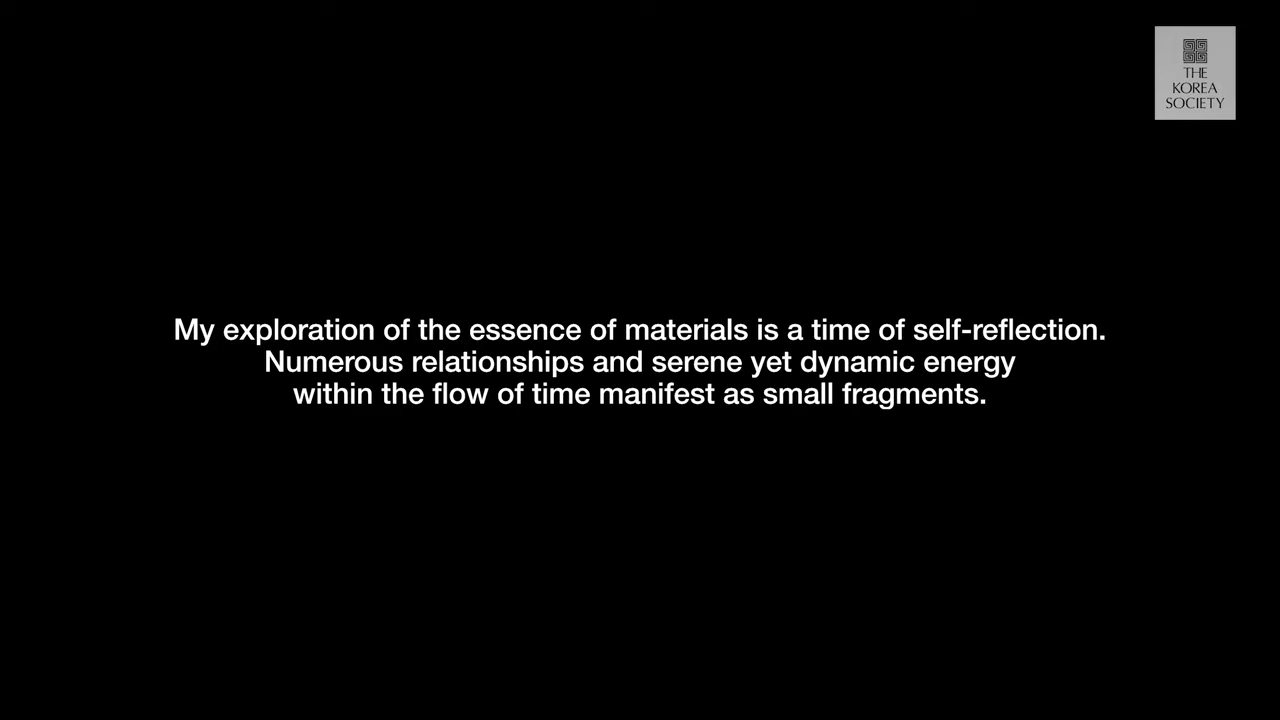 THE
KOREA
SOCIETY
My exploration of the essence of materials is a time of self-reflection.
Numerous relationships and serene yet dynamic energy
within the flow of time manifest as small fragments.